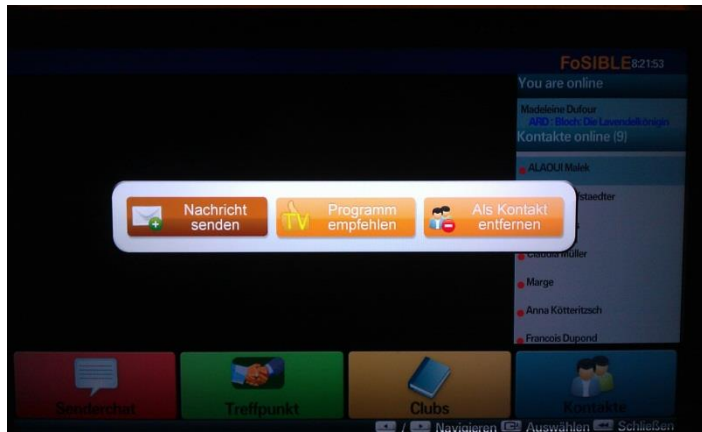 FoSIBLE 8:21:53
You are online
Madeleine Dufour
ARD : Bloch: Die Lavendelkönigin
Kontakte online (9)
ALAOUI Malek
Nachricht
senden
Programm
empfehlen
TV
Als Kontakt
entfernen
Claudia Müller
Marge
Anna Kötteritzsch
Francois Dupond
Senderchat
Treffpunkt
Clubs
Kontakte
/ Navigieren Auswählen Schließen